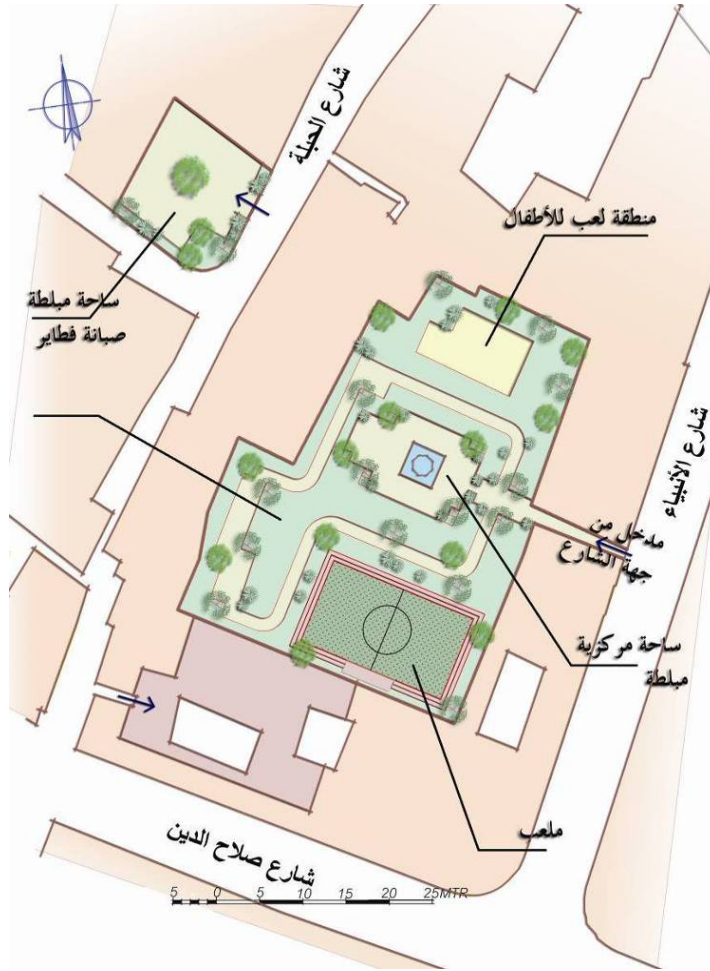 شارع الحبلة
منطقة لعب للأطفال
ساحة مبلطة
صبانة فطاير
شارع الأنبياء
مدخل من
جهة الشارع
ساحة مركزية
مبلطة
ملعب
شارع صلاح الدين
5 0 5 10 15 20 25MTR